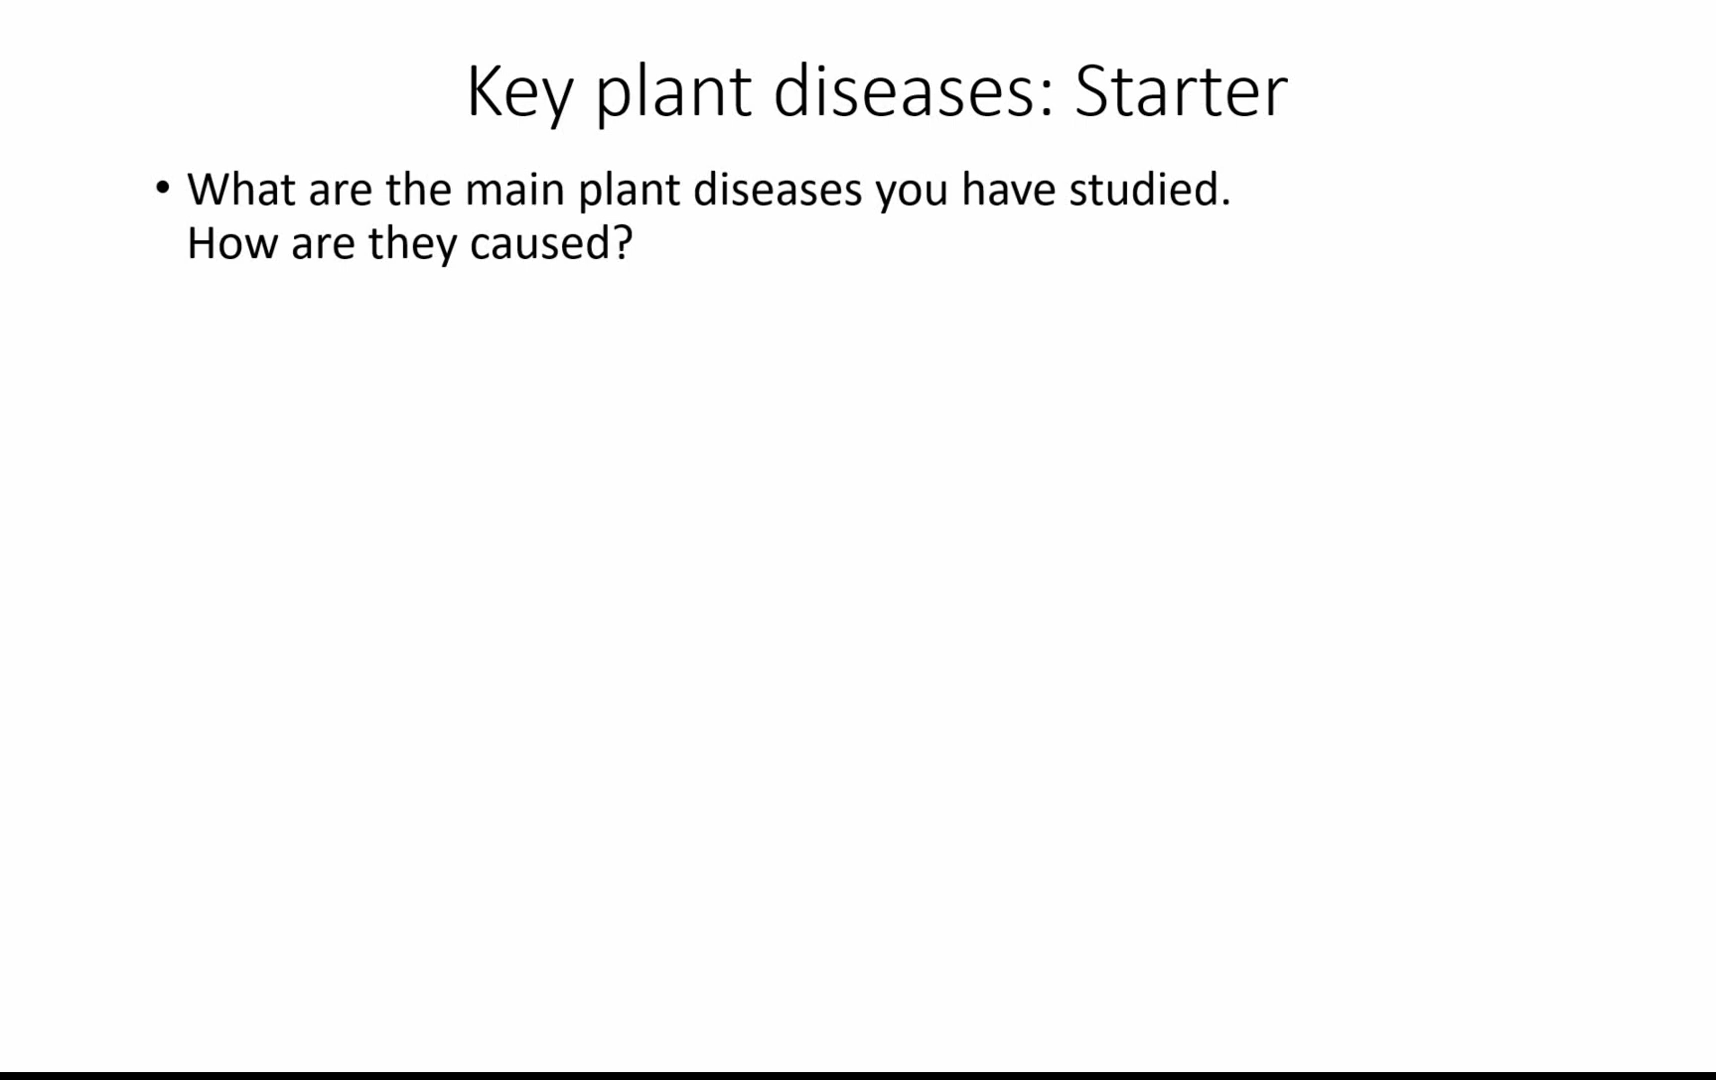 Key plant diseases: Starter
• What are the main plant diseases you have studied.
How are they caused?